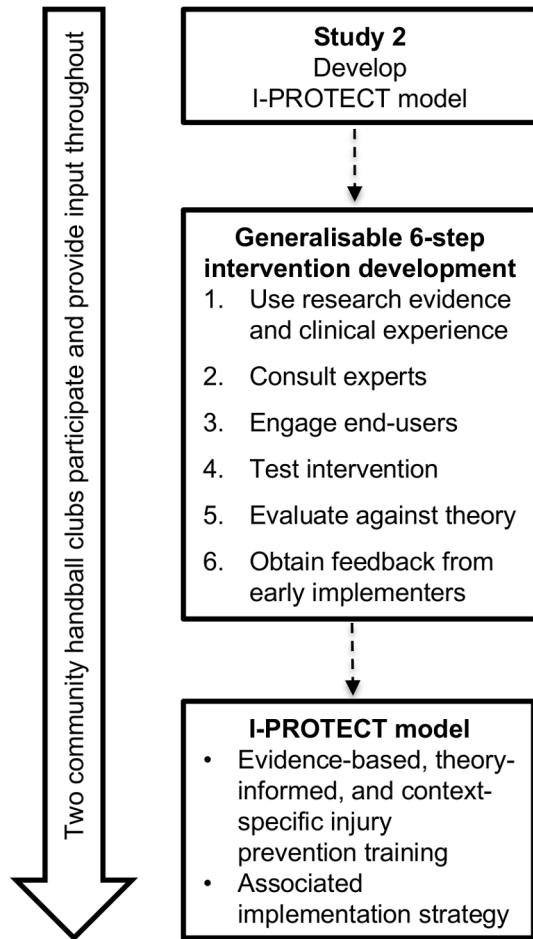 Two community handball clubs participate and provide input throughout
Study 2
Develop
I-PROTECT model
Generalisable 6-step
intervention development
1. Use research evidence
and clinical experience
2. Consult experts
3. Engage end-users
4. Test intervention
5. Evaluate against theory
6. Obtain feedback from
early implementers
I-PROTECT model
• Evidence-based, theory-
informed, and context-
specific injury
prevention training
• Associated
implementation strategy